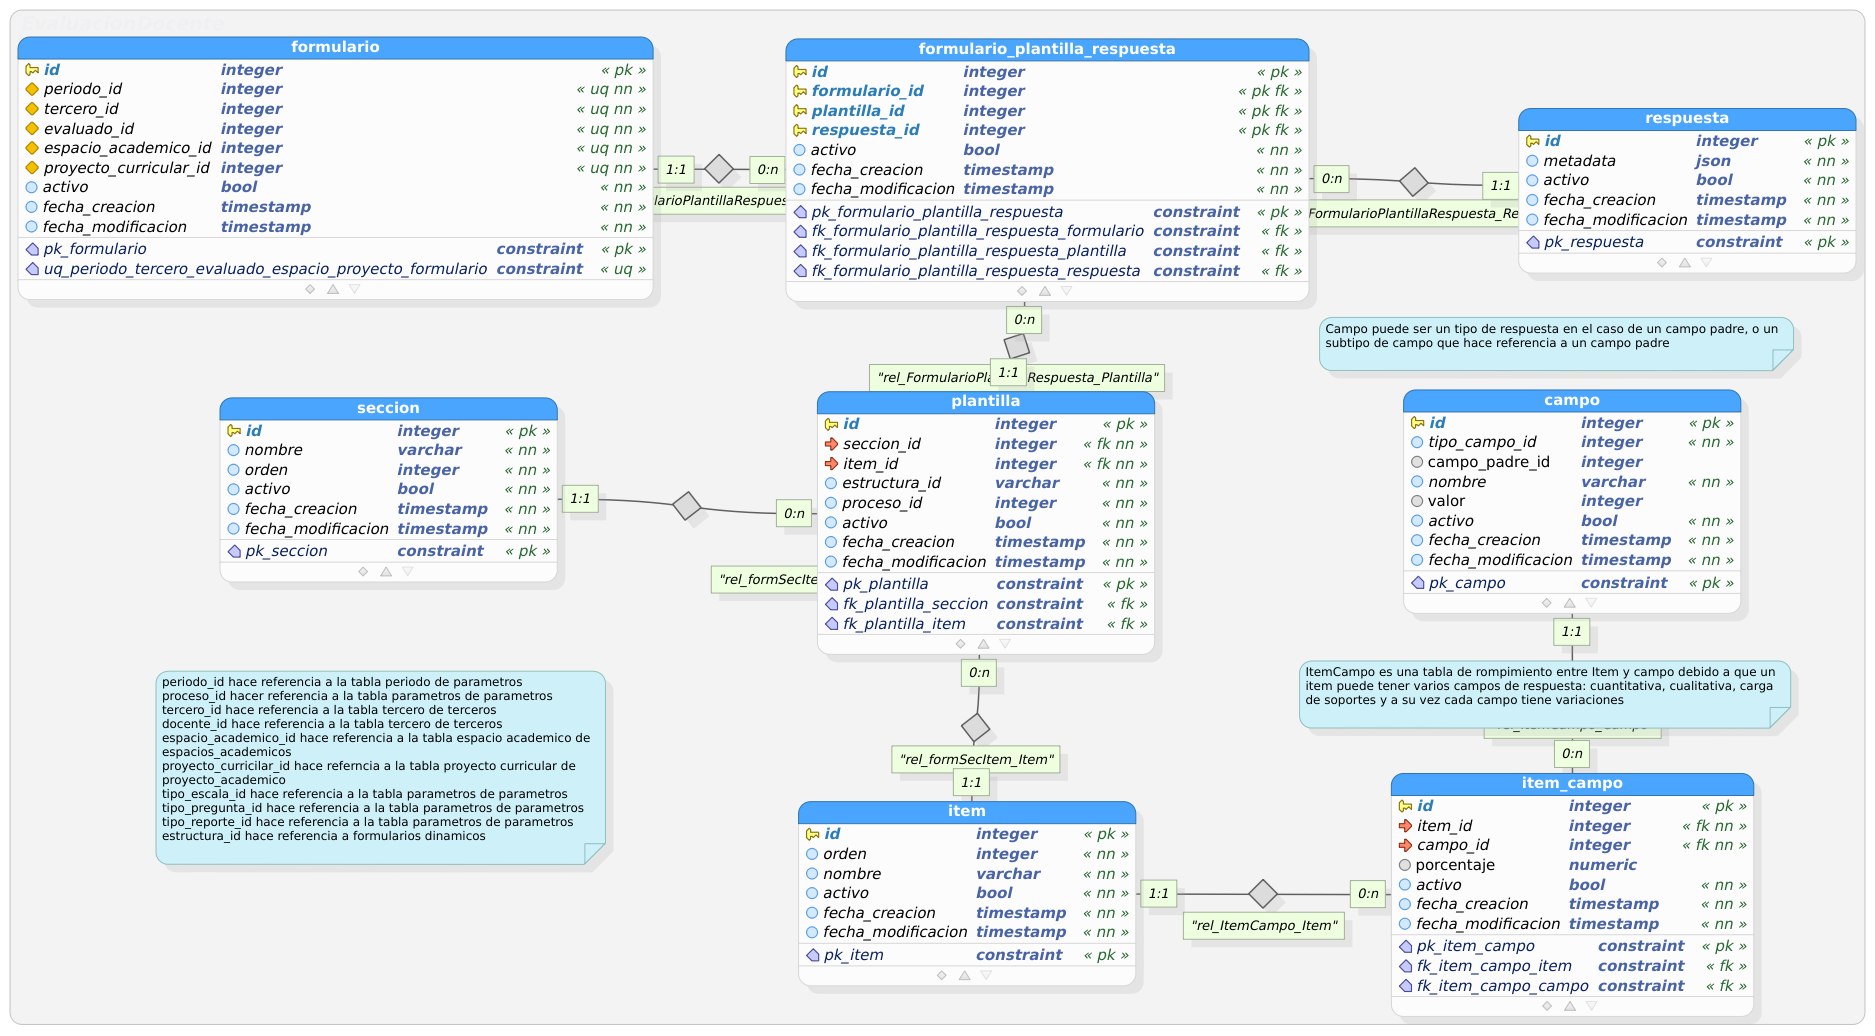 EvaluacionDocente
formulario
id integer « pk »
periodo_id integer « uq nn »
tercero_id integer « uq nn »
evaluado_id integer « uq nn »
espacio_academico_id integer « uq nn »
proyecto_curricular_id integer « uq nn »
activo bool « nn »
fecha_creacion timestamp « nn »
fecha_modificacion timestamp « nn »
pk_formulario constraint « pk »
uq_periodo_tercero_evaluado_espacio_proyecto_formulario constraint « uq »
1:1
0:n
formulario_plantilla_respuesta
id integer « pk »
formulario_id integer « pk fk »
plantilla_id integer « pk fk »
respuesta_id integer « pk fk »
activo bool « nn »
fecha_creacion timestamp « nn »
fecha_modificacion timestamp « nn »
pk_formulario_plantilla_respuesta constraint « pk »
fk_formulario_plantilla_respuesta_formulario constraint « fk »
fk_formulario_plantilla_respuesta_plantilla constraint « fk »
fk_formulario_plantilla_respuesta_respuesta constraint « fk »
0:n
1:1
FormularioPlantillaRespuesta_Re
respuesta
id integer « pk »
metadata json « nn »
activo bool « nn »
fecha_creacion timestamp « nn »
fecha_modificacion timestamp « nn »
pk_respuesta constraint « pk »
0:n
1:1
"rel_FormularioPla Respuesta_Plantilla"
Campo puede ser un tipo de respuesta en el caso de un campo padre, o un
subtipo de campo que hace referencia a un campo padre
seccion
id integer « pk »
nombre varchar « nn »
orden integer « nn »
activo bool « nn »
fecha_creacion timestamp « nn »
fecha_modificacion timestamp « nn »
pk_seccion constraint « pk »
1:1
0:n
"rel_formSecIte
plantilla
id integer « pk »
seccion_id integer « fk nn »
item_id integer « fk nn »
estructura_id varchar « nn »
proceso_id integer « nn »
activo bool « nn »
fecha_creacion timestamp « nn »
fecha_modificacion timestamp « nn »
pk_plantilla constraint « pk »
fk_plantilla_seccion constraint « fk »
fk_plantilla_item constraint « fk »
campo
id integer « pk »
tipo_campo_id integer « nn »
campo_padre_id integer
nombre varchar « nn »
valor integer
activo bool « nn »
fecha_creacion timestamp « nn »
fecha_modificacion timestamp « nn »
pk_campo constraint « pk »
1:1
ItemCampo es una tabla de rompimiento entre Item y campo debido a que un
item puede tener varios campos de respuesta: cuantitativa, cualitativa, carga
de soportes y a su vez cada campo tiene variaciones
0:n
periodo_id hace referencia a la tabla periodo de parametros
proceso_id hacer referencia a la tabla parametros de parametros
tercero_id hace referencia a la tabla tercero de terceros
docente_id hace referencia a la tabla tercero de terceros
espacio_academico_id hace referencia a la tabla espacio academico de
espacios_academicos
proyecto_curricilar_id hace referncia a la tabla proyecto curricular de
proyecto_academico
tipo_escala_id hace referencia a la tabla parametros de parametros
tipo_pregunta_id hace referencia a la tabla parametros de parametros
tipo_reporte_id hace referencia a la tabla parametros de parametros
estructura_id hace referencia a formularios dinamicos
0:n
"rel_formSecItem_Item"
1:1
item
id integer « pk »
orden integer « nn »
nombre varchar « nn »
activo bool « nn »
fecha_creacion timestamp « nn »
fecha_modificacion timestamp « nn »
pk_item constraint « pk »
1:1
0:n
"rel_ItemCampo_Item"
item_campo
id integer « pk »
item_id integer « fk nn »
campo_id integer « fk nn »
porcentaje numeric
activo bool « nn »
fecha_creacion timestamp « nn »
fecha_modificacion timestamp « nn »
pk_item_campo constraint « pk »
fk_item_campo_item constraint « fk »
fk_item_campo_campo constraint « fk »